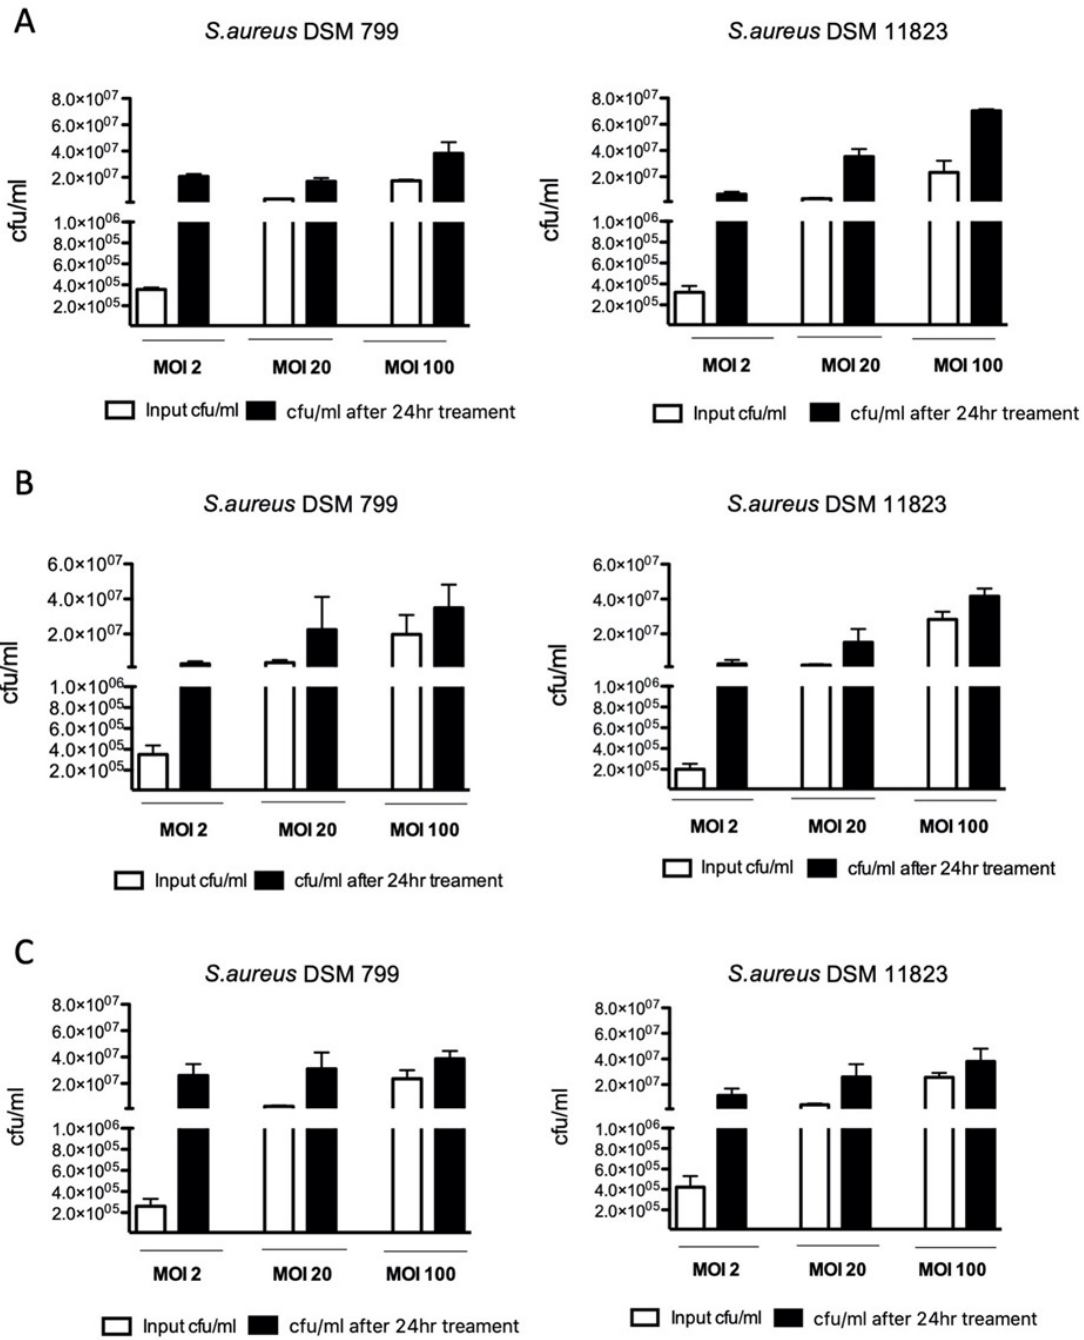 A
S.aureus DSM 799
S.aureus DSM 11823
cfu/ml
8.0×10⁰⁷
6.0×10⁰⁷
4.0×10⁰⁷
2.0×10⁰⁷
1.0×10⁰⁶
8.0×10⁰⁵
6.0×10⁰⁵
4.0×10⁰⁵
2.0×10⁰⁵
MOI 2 MOI 20 MOI 100
Input cfu/ml cfu/ml after 24hr treament
cfu/ml
8.0×10⁰⁷
6.0×10⁰⁷
4.0×10⁰⁷
2.0×10⁰⁷
1.0×10⁰⁶
8.0×10⁰⁵
6.0×10⁰⁵
4.0×10⁰⁵
2.0×10⁰⁵
MOI 2 MOI 20 MOI 100
Input cfu/ml cfu/ml after 24hr treament
B
S.aureus DSM 799
S.aureus DSM 11823
cfu/ml
6.0×10⁰⁷
4.0×10⁰⁷
2.0×10⁰⁷
1.0×10⁰⁶
8.0×10⁰⁵
6.0×10⁰⁵
4.0×10⁰⁵
2.0×10⁰⁵
MOI 2 MOI 20 MOI 100
Input cfu/ml cfu/ml after 24hr treament
cfu/ml
6.0×10⁰⁷
4.0×10⁰⁷
2.0×10⁰⁷
1.0×10⁰⁶
8.0×10⁰⁵
6.0×10⁰⁵
4.0×10⁰⁵
2.0×10⁰⁵
MOI 2 MOI 20 MOI 100
Input cfu/ml cfu/ml after 24hr treament
C
S.aureus DSM 799
S.aureus DSM 11823
cfu/ml
8.0×10⁰⁷
6.0×10⁰⁷
4.0×10⁰⁷
2.0×10⁰⁷
1.0×10⁰⁶
8.0×10⁰⁵
6.0×10⁰⁵
4.0×10⁰⁵
2.0×10⁰⁵
MOI 2 MOI 20 MOI 100
Input cfu/ml cfu/ml after 24hr treament
cfu/ml
8.0×10⁰⁷
6.0×10⁰⁷
4.0×10⁰⁷
2.0×10⁰⁷
1.0×10⁰⁶
8.0×10⁰⁵
6.0×10⁰⁵
4.0×10⁰⁵
2.0×10⁰⁵
MOI 2 MOI 20 MOI 100
Input cfu/ml cfu/ml after 24hr treament